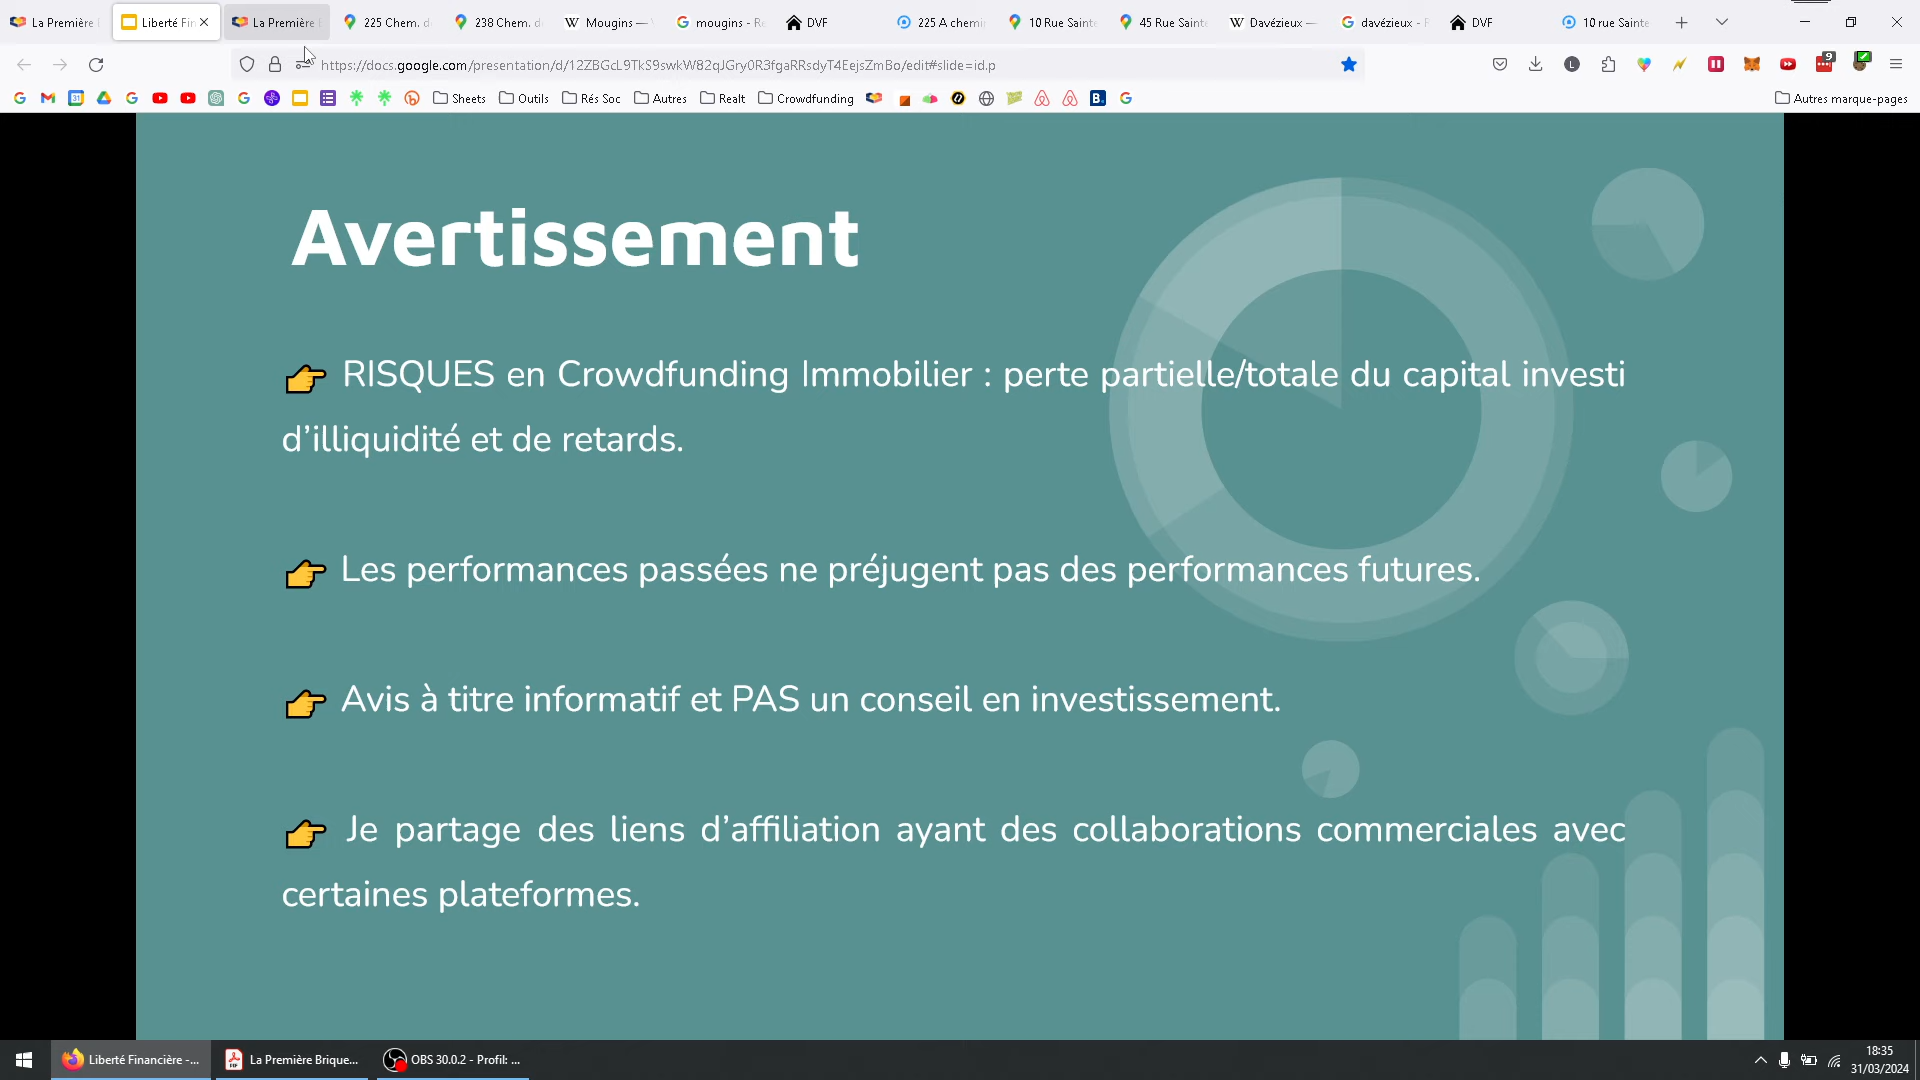 La Première
Liberté Fin
La Première
225 Chem. d
238 Chem. d
Mougins —
mougins - Re
DVF
225 A chemi
10 Rue Sainte
45 Rue Sainte
Davézieux —
davézieux - R
DVF
10 rue Sainte
https://docs.google.com/presentation/d/12ZBGcL9TkS9swkW82qJGry0R3fgaRRsdyT4EejsZmBo/edit#slide=id.p
L
9
Sheets
Outils
Rés Soc
Autres
Realt
Crowdfunding
B.
Autres marque-pages
Avertissement
👉 RISQUES en Crowdfunding Immobilier : perte partielle/totale du capital investi
d’illiquidité et de retards.
👉 Les performances passées ne préjugent pas des performances futures.
👉 Avis à titre informatif et PAS un conseil en investissement.
👉 Je partage des liens d’affiliation ayant des collaborations commerciales avec
certaines plateformes.
Liberté Financière -...
La Première Brique...
OBS 30.0.2 - Profil: ...
18:35
31/03/2024